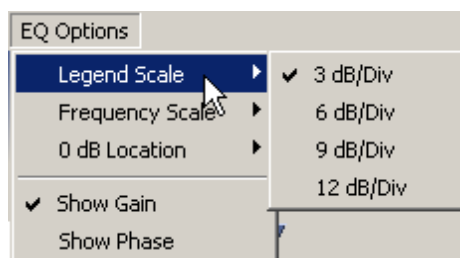 EQ Options
Legend Scale
3 dB/Div
6 dB/Div
9 dB/Div
12 dB/Div
Frequency Scale
0 dB Location
Show Gain
Show Phase